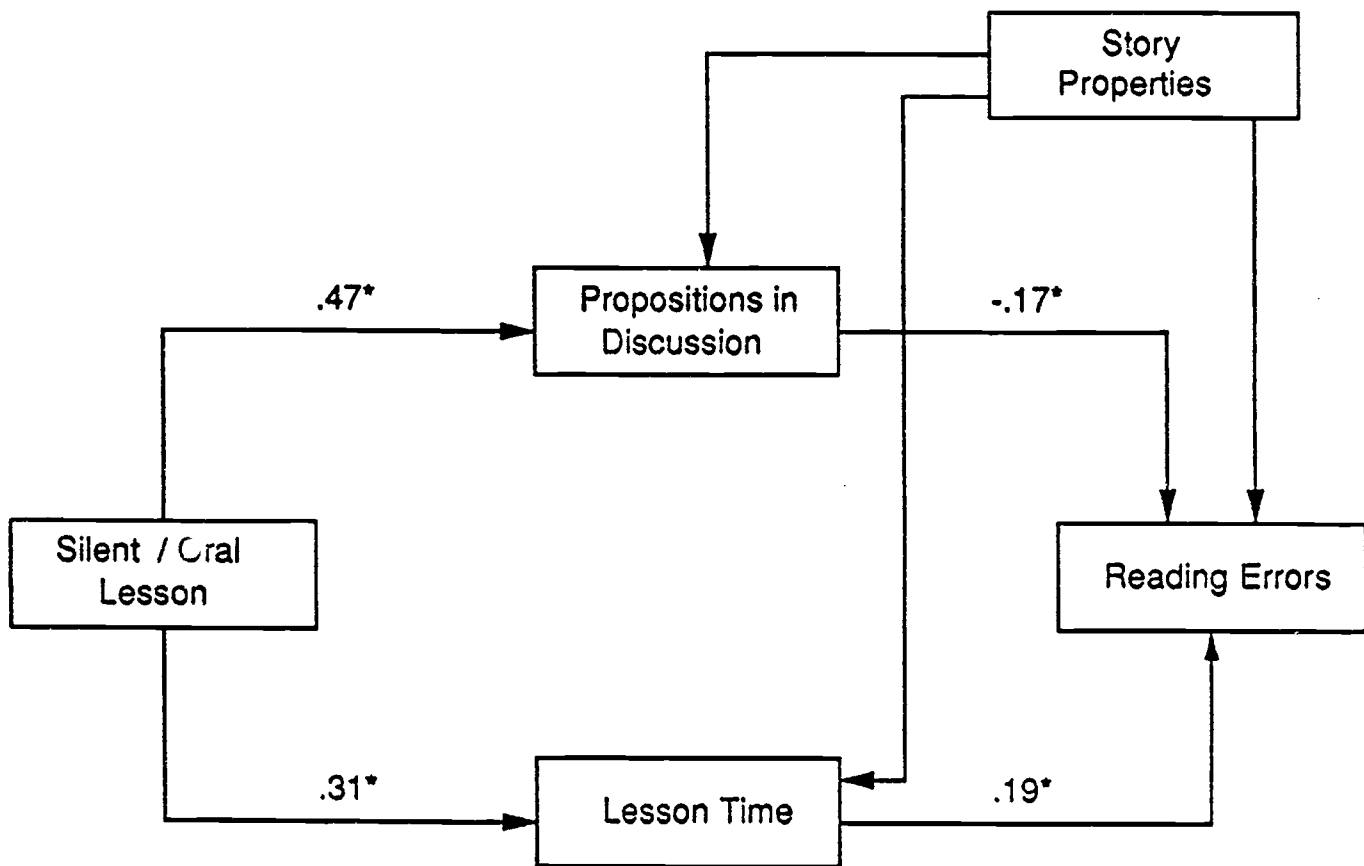 Story
Properties
.47*
Propositions in
Discussion
-.17*
Silent / Oral
Lesson
Reading Errors
.31*
Lesson Time
.19*